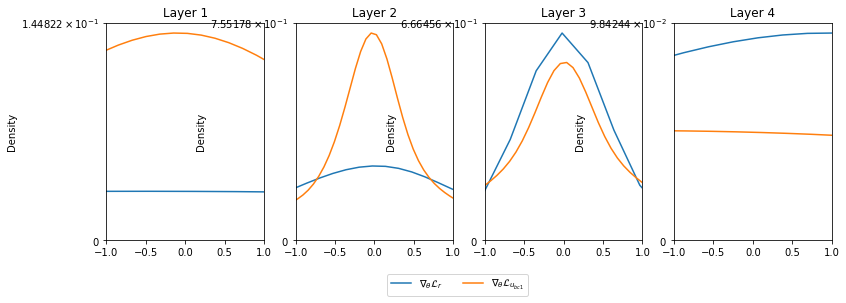 Layer 1 Layer 2 Layer 3 Layer 4
1.44822 × 10⁻¹ 7.55178 × 10⁻¹ 6.66456 × 10⁻¹ 9.84244 × 10⁻²
Density Density Density Density
0 0 0 0
−1.0 −0.5 0.0 0.5 1.0 −1.0 −0.5 0.0 0.5 1.0 −1.0 −0.5 0.0 0.5 1.0 −1.0 −0.5 0.0 0.5 1.0
∇θℒr ∇θℒu_bc1